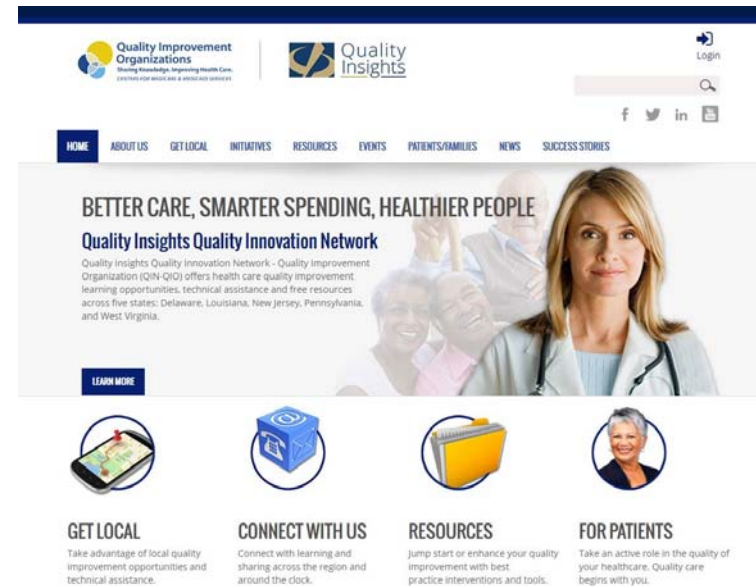 Quality Improvement
Organizations
Sharing Knowledge. Improving Health Care.
CENTERS FOR MEDICARE & MEDICAID SERVICES
Quality
Insights
Login
f in You
HOME ABOUT US GET LOCAL INITIATIVES RESOURCES EVENTS PATIENTS/FAMILIES NEWS SUCCESS STORIES
BETTER CARE, SMARTER SPENDING, HEALTHIER PEOPLE
Quality Insights Quality Innovation Network
Quality Insights Quality Innovation Network - Quality Improvement
Organization (QIN-QIO) offers health care quality improvement
learning opportunities, technical assistance and free resources
across five states: Delaware, Louisiana, New Jersey, Pennsylvania,
and West Virginia.
LEARN MORE
@
GET LOCAL
Take advantage of local quality
improvement opportunities and
technical assistance.
CONNECT WITH US
Connect with learning and
sharing across the region and
around the clock.
RESOURCES
Jump start or enhance your quality
improvement with best
practice interventions and tools.
FOR PATIENTS
Take an active role in the quality of
your healthcare. Quality care
begins with you.